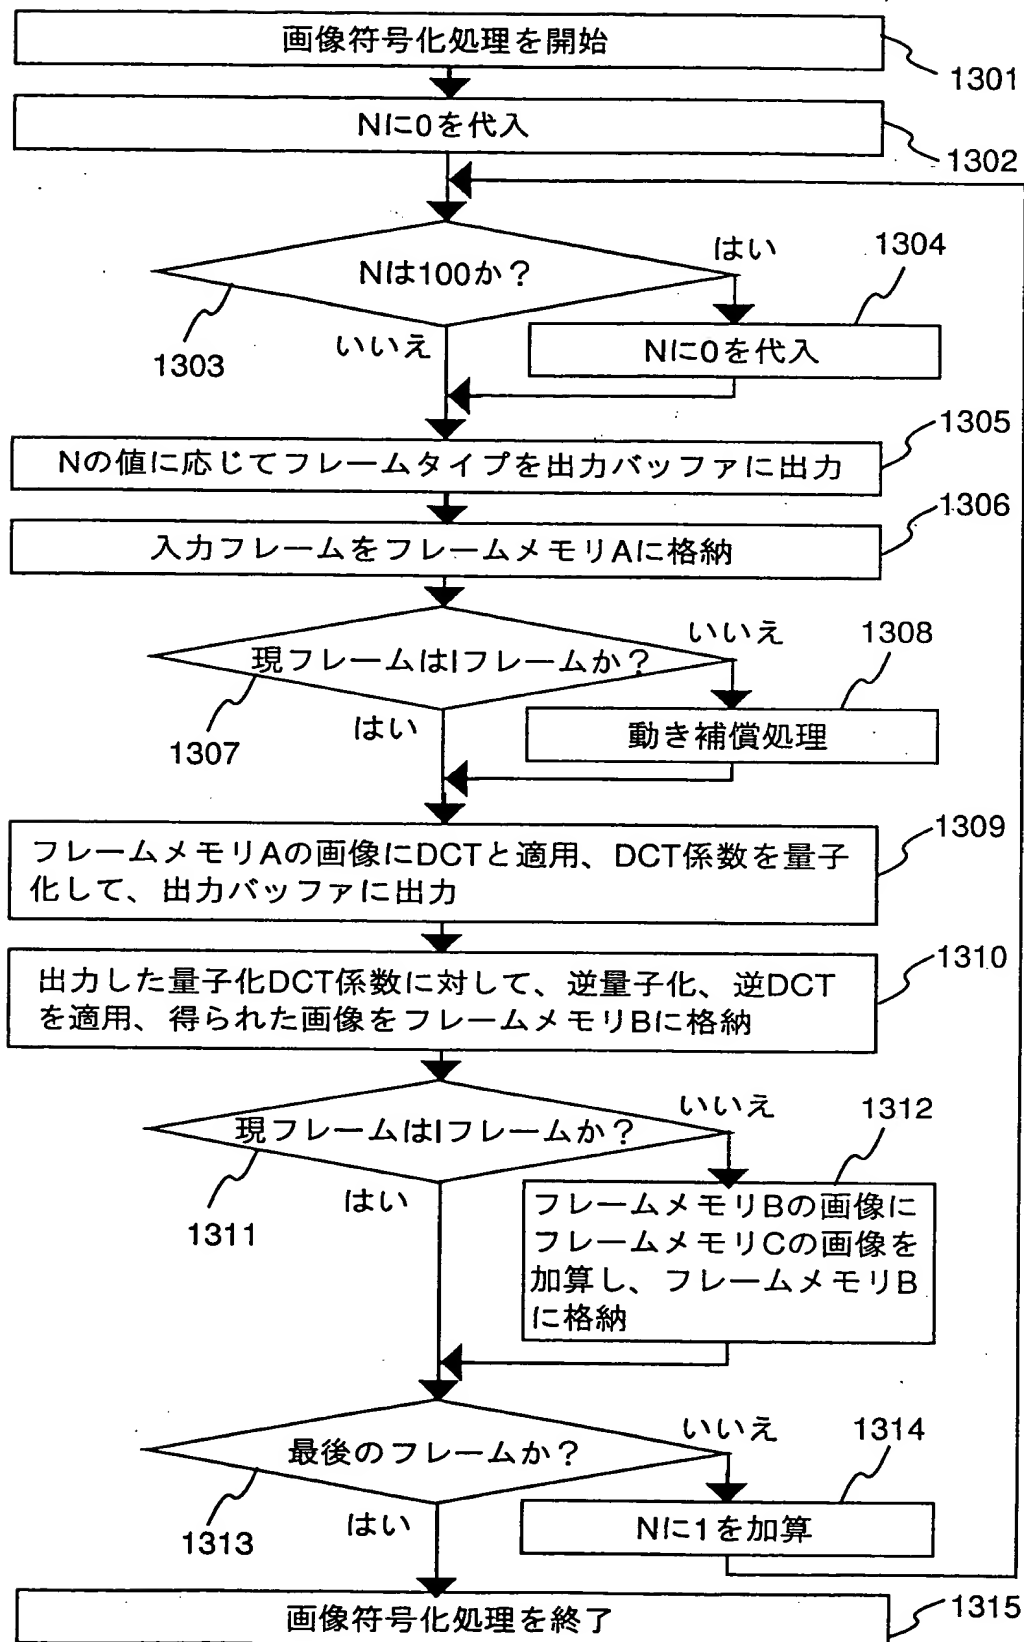 画像符号化処理を開始
1301
Nに0を代入
1302
Nは100か？
はい
1304
1303
いいえ
Nに0を代入
1305
Nの値に応じてフレームタイプを出力バッファに出力
1306
入力フレームをフレームメモリAに格納
現フレームはIフレームか？
いいえ
1308
1307
はい
動き補償処理
1309
フレームメモリAの画像にDCTと適用、DCT係数を量子
化して、出力バッファに出力
1310
出力した量子化DCT係数に対して、逆量子化、逆DCT
を適用、得られた画像をフレームメモリBに格納
現フレームはIフレームか？
いいえ
1312
1311
はい
フレームメモリBの画像に
フレームメモリCの画像を
加算し、フレームメモリB
に格納
最後のフレームか？
いいえ
1314
1313
はい
Nに1を加算
画像符号化処理を終了
1315